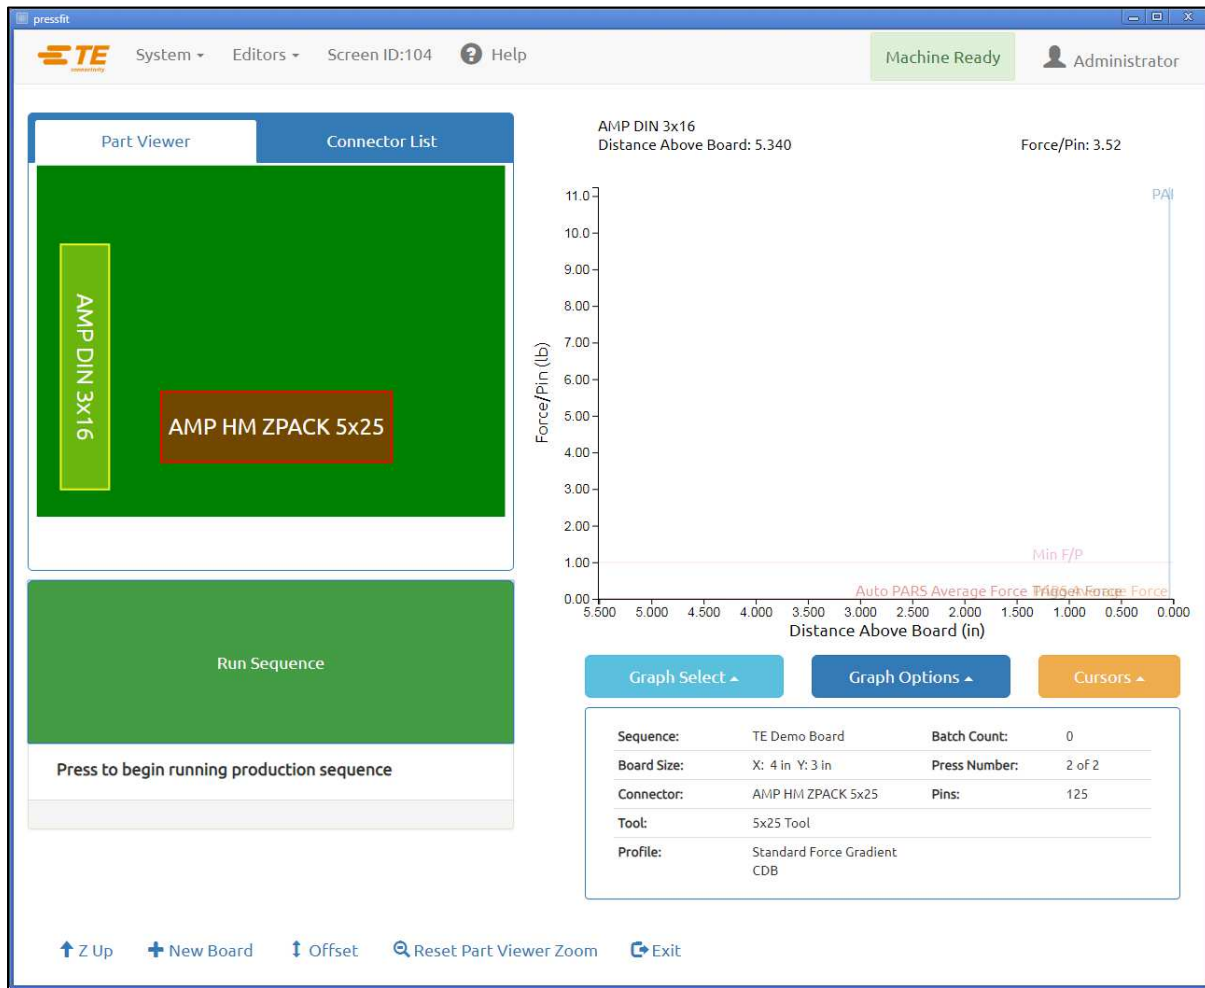 pressfit
TE
connectivity
System
Editors
Screen ID:104
Help
Machine Ready
Administrator
Part Viewer
Connector List
AMP DIN 3x16
AMP HM ZPACK 5x25
Run Sequence
Press to begin running production sequence
AMP DIN 3x16
Distance Above Board: 5.340
Force/Pin: 3.52
PAI
11.0
10.0
9.00
8.00
7.00
6.00
5.00
4.00
3.00
2.00
1.00
0.00
Force/Pin (lb)
Min F/P
Auto PARS Average Force
Trigger Force
PARS Average Force
5.500 5.000 4.500 4.000 3.500 3.000 2.500 2.000 1.500 1.000 0.500 0.000
Distance Above Board (in)
Graph Select
Graph Options
Cursors
Sequence: TE Demo Board Batch Count: 0
Board Size: X: 4 in Y: 3 in Press Number: 2 of 2
Connector: AMP HM ZPACK 5x25 Pins: 125
Tool: 5x25 Tool
Profile: Standard Force Gradient
CDB
Z Up
New Board
Offset
Reset Part Viewer Zoom
Exit